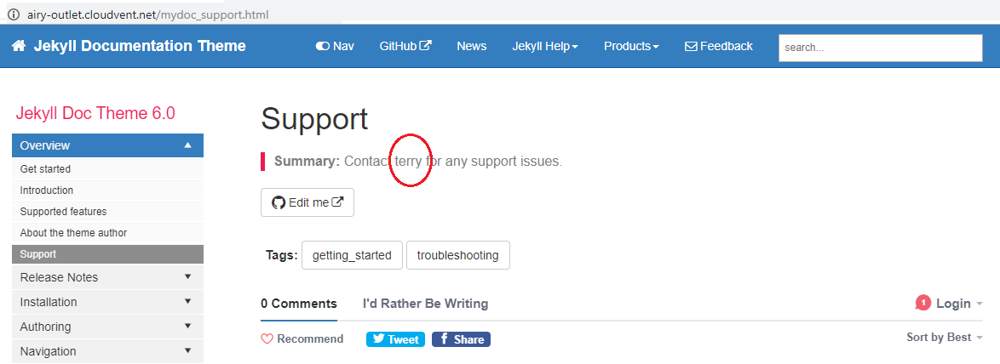 airy-outlet.cloudvent.net/mydoc_support.html
Jekyll Documentation Theme Nav GitHub News Jekyll Help Products Feedback search...
Jekyll Doc Theme 6.0
Overview
Get started
Introduction
Supported features
About the theme author
Support
Release Notes
Installation
Authoring
Navigation
Support
Summary: Contact terry for any support issues.
Edit me
Tags: getting_started troubleshooting
0 Comments I'd Rather Be Writing 1 Login
Recommend Tweet Share Sort by Best